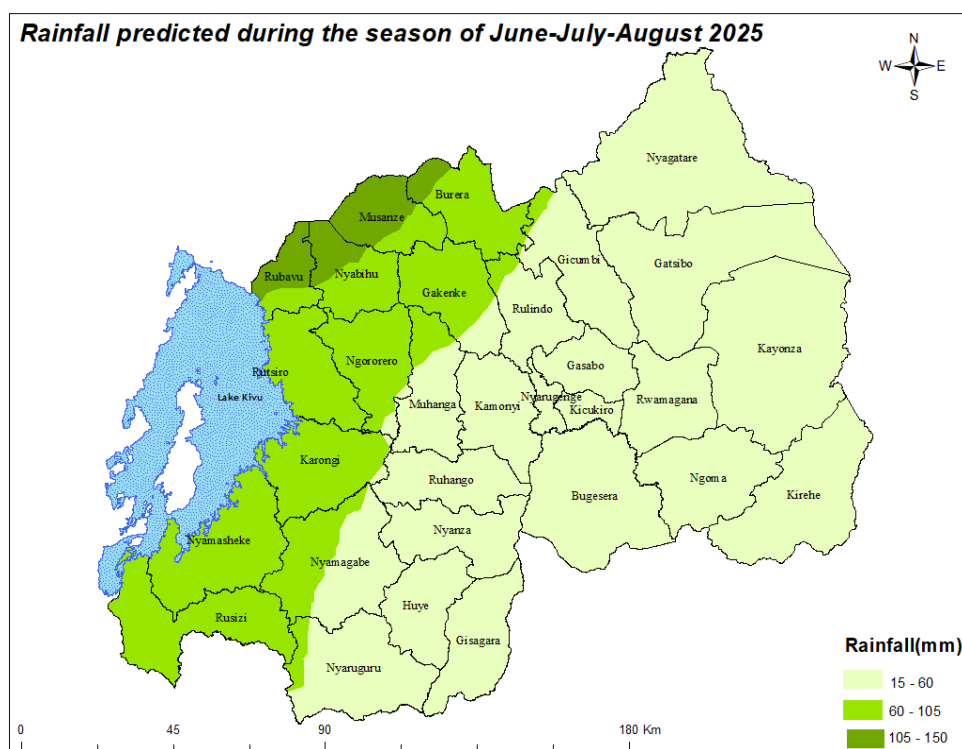 Rainfall predicted during the season of June-July-August 2025
N
W E
S
Nyagatare
Burera
Musanze
Gicumbi
Gatsibo
Rubavu
Nyabihu
Gakenke
Rulindo
Kayonza
Ngororero
Gasabo
Rutsiro
Lake Kivu
Nyarugenge
Rwamagana
Muhanga
Kamonyi
Kicukiro
Karongi
Ruhango
Ngoma
Bugesera
Kirehe
Nyanza
Nyamasheke
Nyamagabe
Huye
Rusizi
Gisagara
Nyaruguru
Rainfall(mm)
15 - 60
60 - 105
105 - 150
0 45 90 180 Km